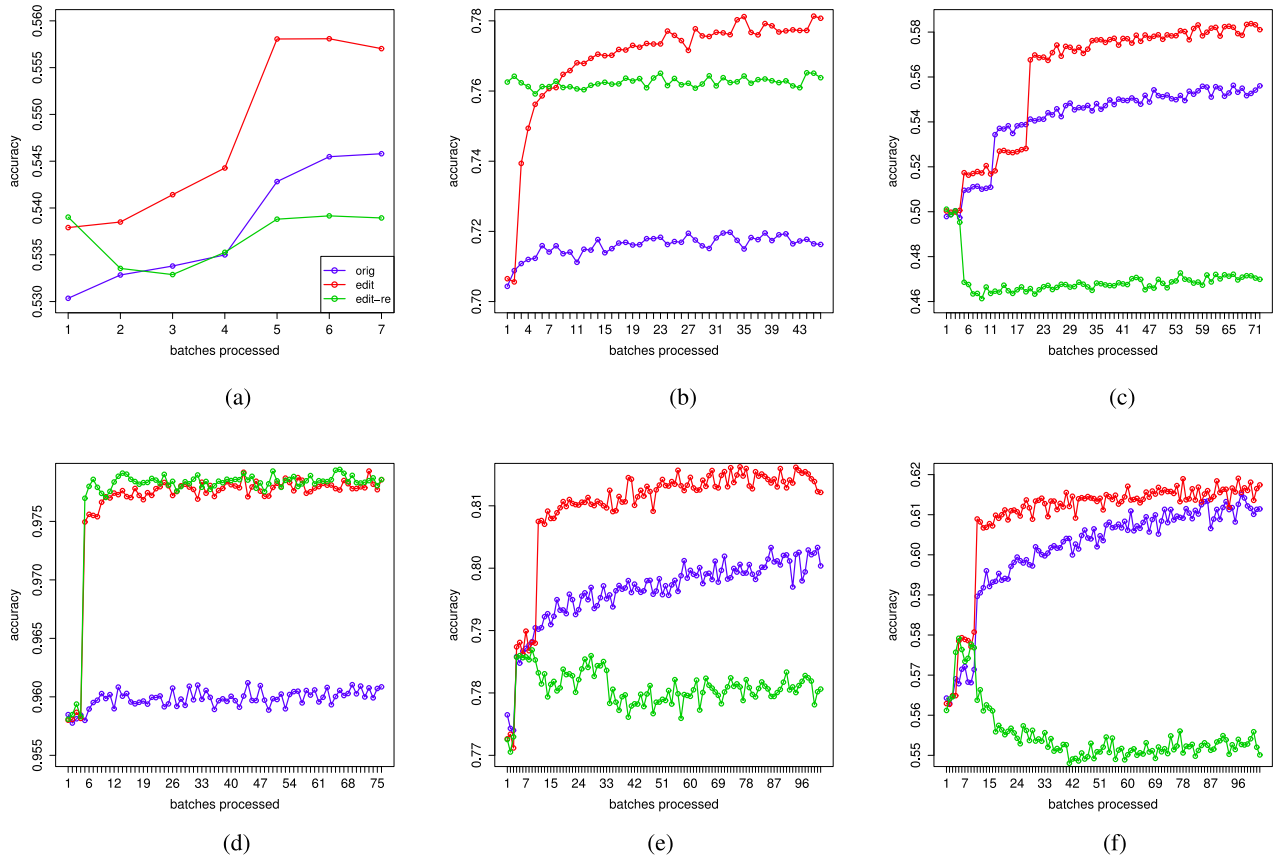 0.560
0.555
0.550
0.545
0.540
0.535
0.530
accuracy
orig
edit
edit-re
1 2 3 4 5 6 7
batches processed
(a)
0.78
0.76
0.74
0.72
0.70
accuracy
1 4 7 11 15 19 23 27 31 35 39 43
batches processed
(b)
0.58
0.56
0.54
0.52
0.50
0.48
0.46
accuracy
1 6 11 17 23 29 35 41 47 53 59 65 71
batches processed
(c)
0.975
0.970
0.965
0.960
0.955
accuracy
1 6 12 19 26 33 40 47 54 61 68 75
batches processed
(d)
0.81
0.80
0.79
0.78
0.77
accuracy
1 7 15 24 33 42 51 60 69 78 87 96
batches processed
(e)
0.62
0.61
0.60
0.59
0.58
0.57
0.56
0.55
accuracy
1 7 15 24 33 42 51 60 69 78 87 96
batches processed
(f)